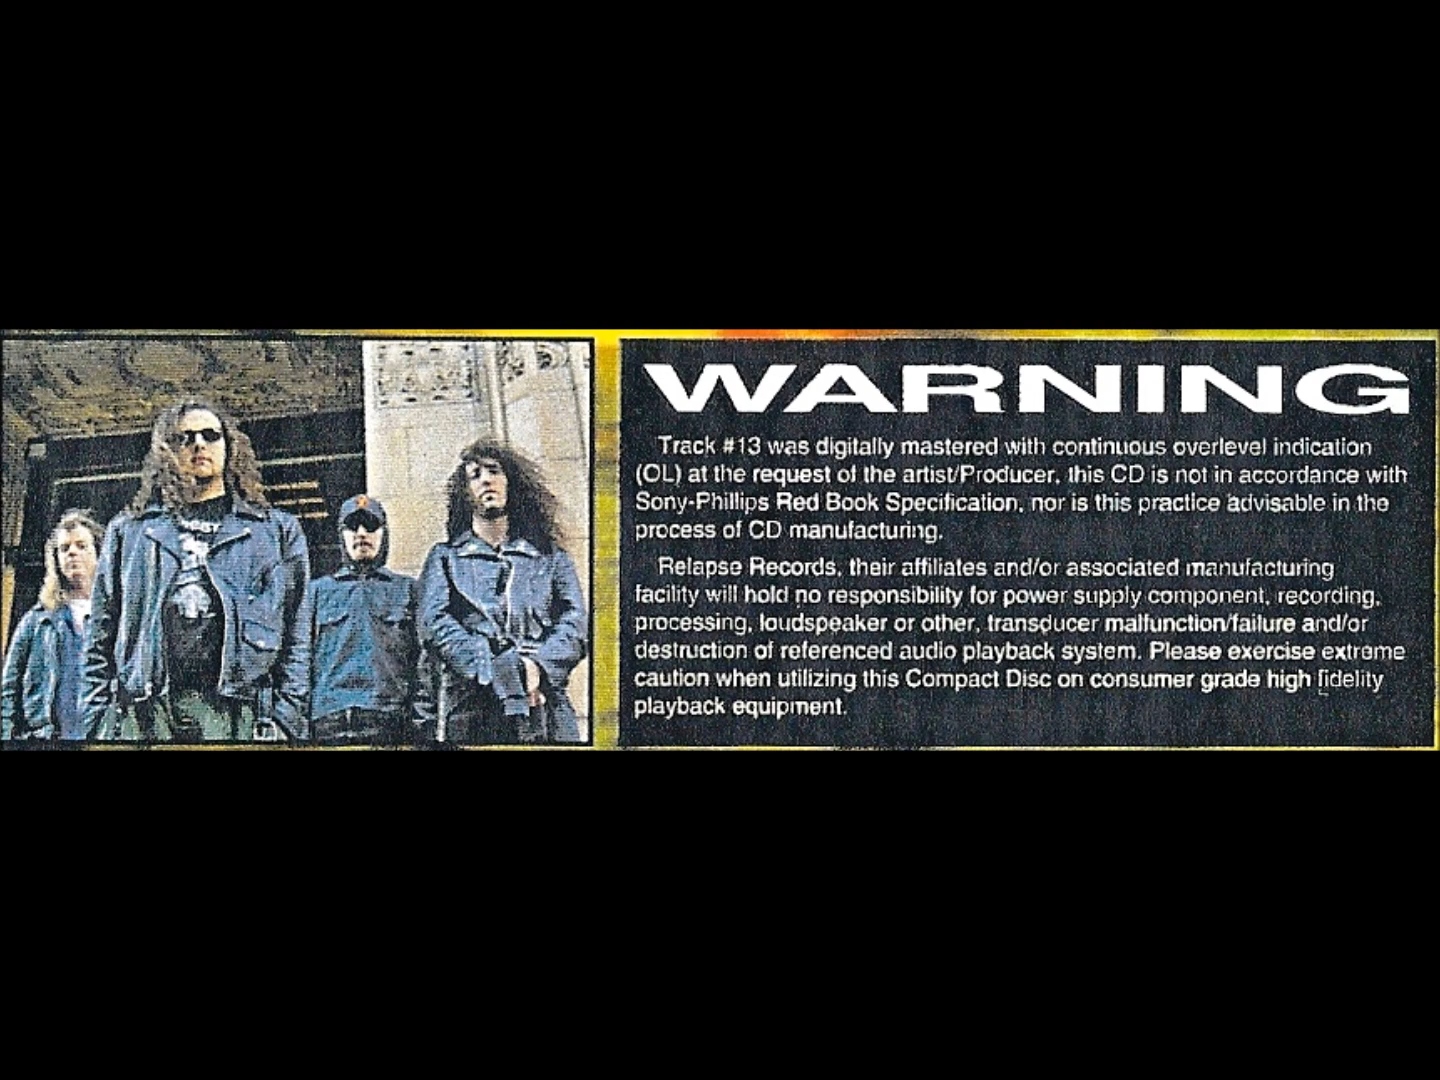 WARNING
Track #13 was digitally mastered with continuous overlevel indication
(OL) at the request of the artist/Producer, this CD is not in accordance with
Sony-Phillips Red Book Specification, nor is this practice advisable in the
process of CD manufacturing.
Relapse Records, their affiliates and/or associated manufacturing
facility will hold no responsibility for power supply component, recording,
processing, loudspeaker or other, transducer malfunction/failure and/or
destruction of referenced audio playback system. Please exercise extreme
caution when utilizing this Compact Disc on consumer grade high fidelity
playback equipment.